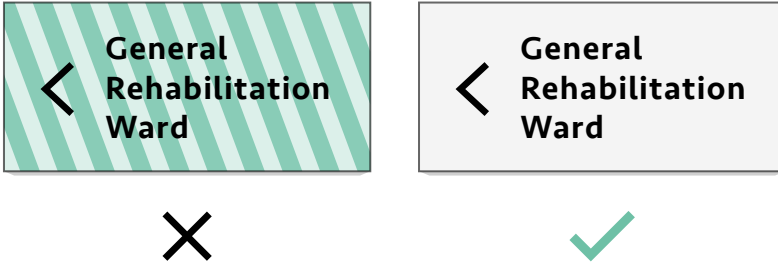 General
Rehabilitation
Ward
General
Rehabilitation
Ward